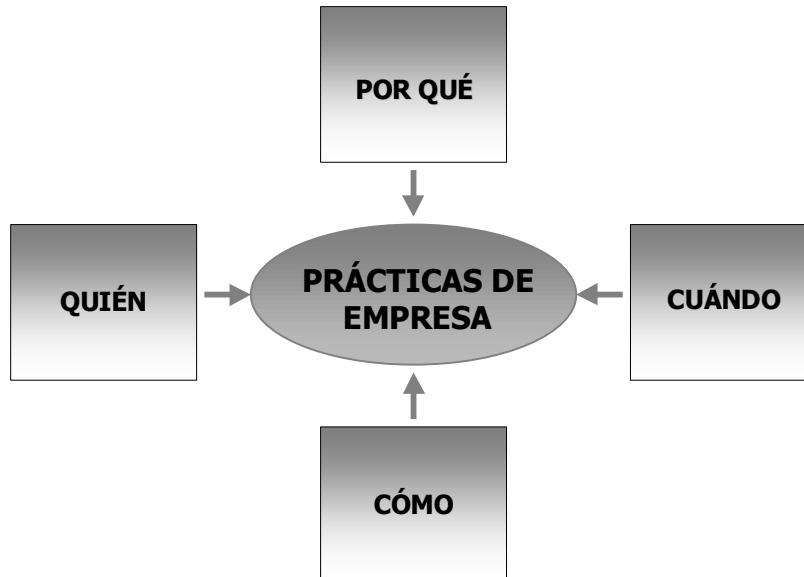 POR QUÉ
QUIÉN
PRÁCTICAS DE
EMPRESA
CUÁNDO
CÓMO